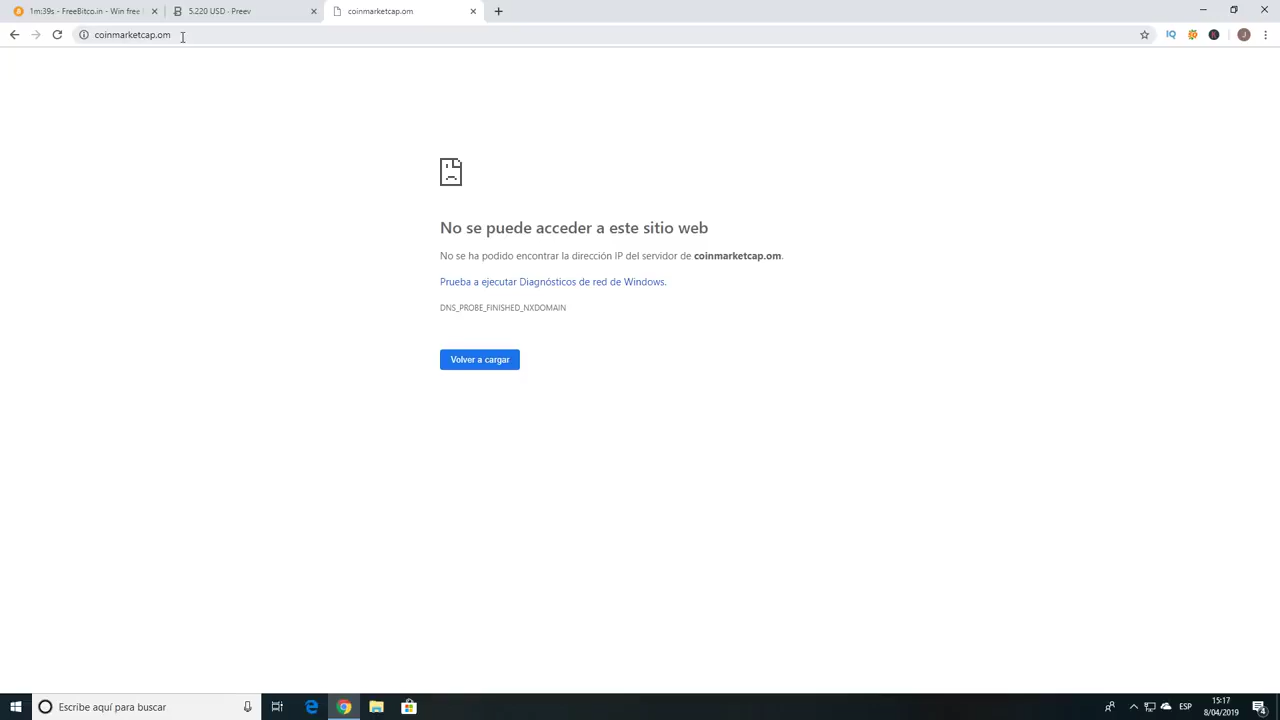 1m;39s - FreeBitco.in - Win free
5.220 USD - Preev
coinmarketcap.om
coinmarketcap.om
IQ
J
No se puede acceder a este sitio web
No se ha podido encontrar la dirección IP del servidor de coinmarketcap.om.
Prueba a ejecutar Diagnósticos de red de Windows.
DNS_PROBE_FINISHED_NXDOMAIN
Volver a cargar
Escribe aquí para buscar
ESP
15:17
8/04/2019
4